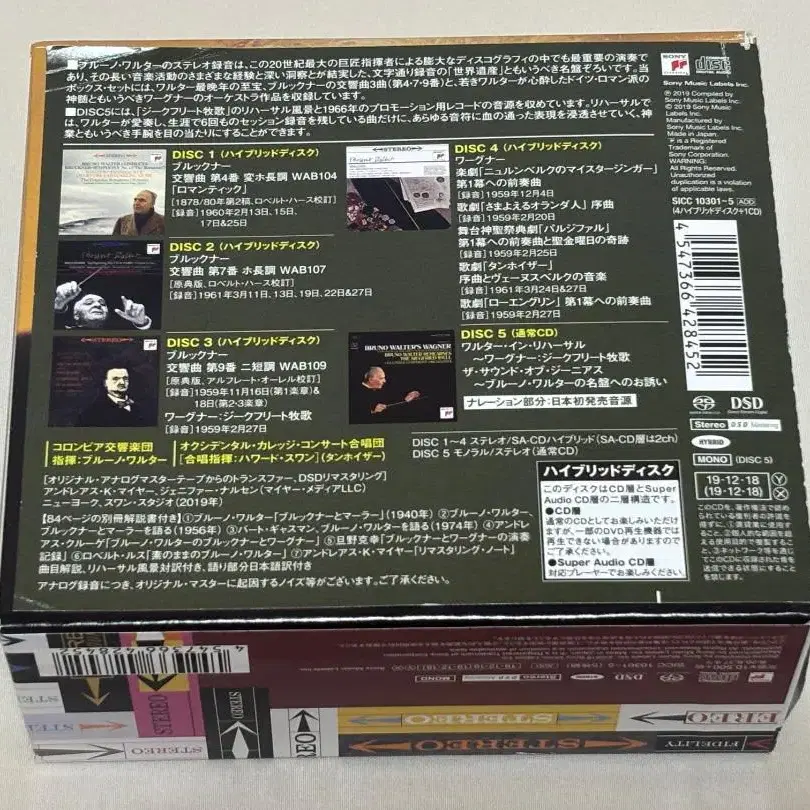 ■ブルーノ・ワルターのステレオ録音は、この20世紀最大の巨匠指揮者による膨大なディスコグラフィの中でも最重要の演奏で
あり、その長い音楽活動のさまざまな経験と深い洞察とが結実した、文字通り録音の「世界遺産」ともいうべき名盤ぞろいです。当
ボックス・セットには、ワルター最晩年の至宝、ブルックナーの交響曲3曲(第4・7・9番)と、若きワルターが心酔したドイツ・ロマン派の
神髄ともいうべきワーグナーのオーケストラ作品を収録しています。
■DISC5には、「ジークフリート牧歌」のリハーサル風景と1966年のプロモーション用レコードの音源を収めています。リハーサルで
は、ワルターが愛奏し、生涯で6回ものセッション録音を残している曲だけに、あらゆる音符に血の通った表現を浸透させていく、神
業ともいうべき手腕を目の当たりにすることができます。
DISC 1 (ハイブリッドディスク)
ブルックナー
交響曲 第4番 変ホ長調 WAB104
「ロマンティック」
[1878/80年第2稿、ロベルト・ハース校訂]
[録音]1960年2月13日、15日、
17日&25日
DISC 2 (ハイブリッドディスク)
ブルックナー
交響曲 第7番 ホ長調 WAB107
[原典版、ロベルト・ハース校訂]
[録音]1961年3月11日、13日、19日、22日&27日
DISC 3 (ハイブリッドディスク)
ブルックナー
交響曲 第9番 ニ短調 WAB109
[原典版、アルフレート・オーレル校訂]
[録音]1959年11月16日(第1楽章)&
18日(第2・3楽章)
ワーグナー:ジークフリート牧歌
[録音]1959年2月27日
STEREO
DISC 4 (ハイブリッドディスク)
ワーグナー
楽劇「ニュルンベルクのマイスタージンガー」
第1幕への前奏曲
[録音]1959年12月4日
歌劇「さまよえるオランダ人」 序曲
[録音]1959年2月20日
舞台神聖祭典劇「パルジファル」
第1幕への前奏曲と聖金曜日の奇跡
[録音]1959年2月25日
歌劇「タンホイザー」
序曲とヴェーヌスベルクの音楽
[録音]1961年3月24日&27日
歌劇「ローエングリン」 第1幕への前奏曲
[録音]1959年2月27日
BRUNO WALTER'S WAGNER
DISC 5 (通常CD)
ワルター・イン・リハーサル
~ワーグナー:ジークフリート牧歌
ザ・サウンド・オブ・ジーニアス
~ブルーノ・ワルターの名盤へのお誘い
ナレーション部分:日本初発売音源
コロンビア交響楽団
指揮:ブルーノ・ワルター
オクシデンタル・カレッジ・コンサート合唱団
[合唱指揮:ハワード・スワン](タンホイザー)
DISC 1~4 ステレオ/SA-CDハイブリッド(SA-CD層は2ch)
DISC 5 モノラル/ステレオ(通常CD)
[オリジナル・アナログマスターテープからのトランスファー、DSDリマスタリング]
アンドレアス・K・マイヤー、ジェニファー・ナルセン(マイヤー・メディアLLC)
ニューヨーク、スワン・スタジオ(2019年)
【84ページの別冊解説書付き】①ブルーノ・ワルター「ブルックナーとマーラー」(1940年) ②ブルーノ・ワルター、
ブルックナーとマーラーを語る(1956年) ③バート・ギャスマン、ブルーノ・ワルターを語る(1974年) ④アンドレ
アス・クルーゲ「ブルーノ・ワルターのブルックナーとワーグナー」 ⑤旦野克幸「ブルックナーとワーグナーの演奏
記録」 ⑥ロベルト・ルス「素のままのブルーノ・ワルター」 ⑦アンドレアス・K・マイヤー「リマスタリング・ノート」
曲目解説、リハーサル風景対訳付き、語り部分日本語訳付き
アナログ録音につき、オリジナル・マスターに起因するノイズ等がございます。ご了承ください。
ハイブリッドディスク
このディスクはCD層とSuper
Audio CD層の二層構造です。
●CD層
通常のCDとしてお楽しみいただけ
ますが、一部のDVD再生機器では
再生できない場合がありますので
ご了承ください。
●Super Audio CD層
対応プレーヤーでお楽しみください。
SONY
Sony Music Labels Inc.
Ⓟ 2019 Compiled by
Sony Music Labels Inc.
© 2019 Sony Music
Labels Inc.
Manufactured by
Sony Music Labels Inc.
Made in Japan.
® is a Registered
Trademark of
Sony Corporation.
WARNING:
Unauthorized
duplication is a violation
of applicable laws.
SICC 10301~5 ADD
(4ハイブリッドディスク+1CD)
4 547366 428452
DSD
Stereo DSD Mastering
HYBRID
MONO (DISC 5)
19・12・18 Y
(19・12・18) X
STEREO
STEREO
STEREO
STEREO
STEREO
FIDELITY
MONO
DSD